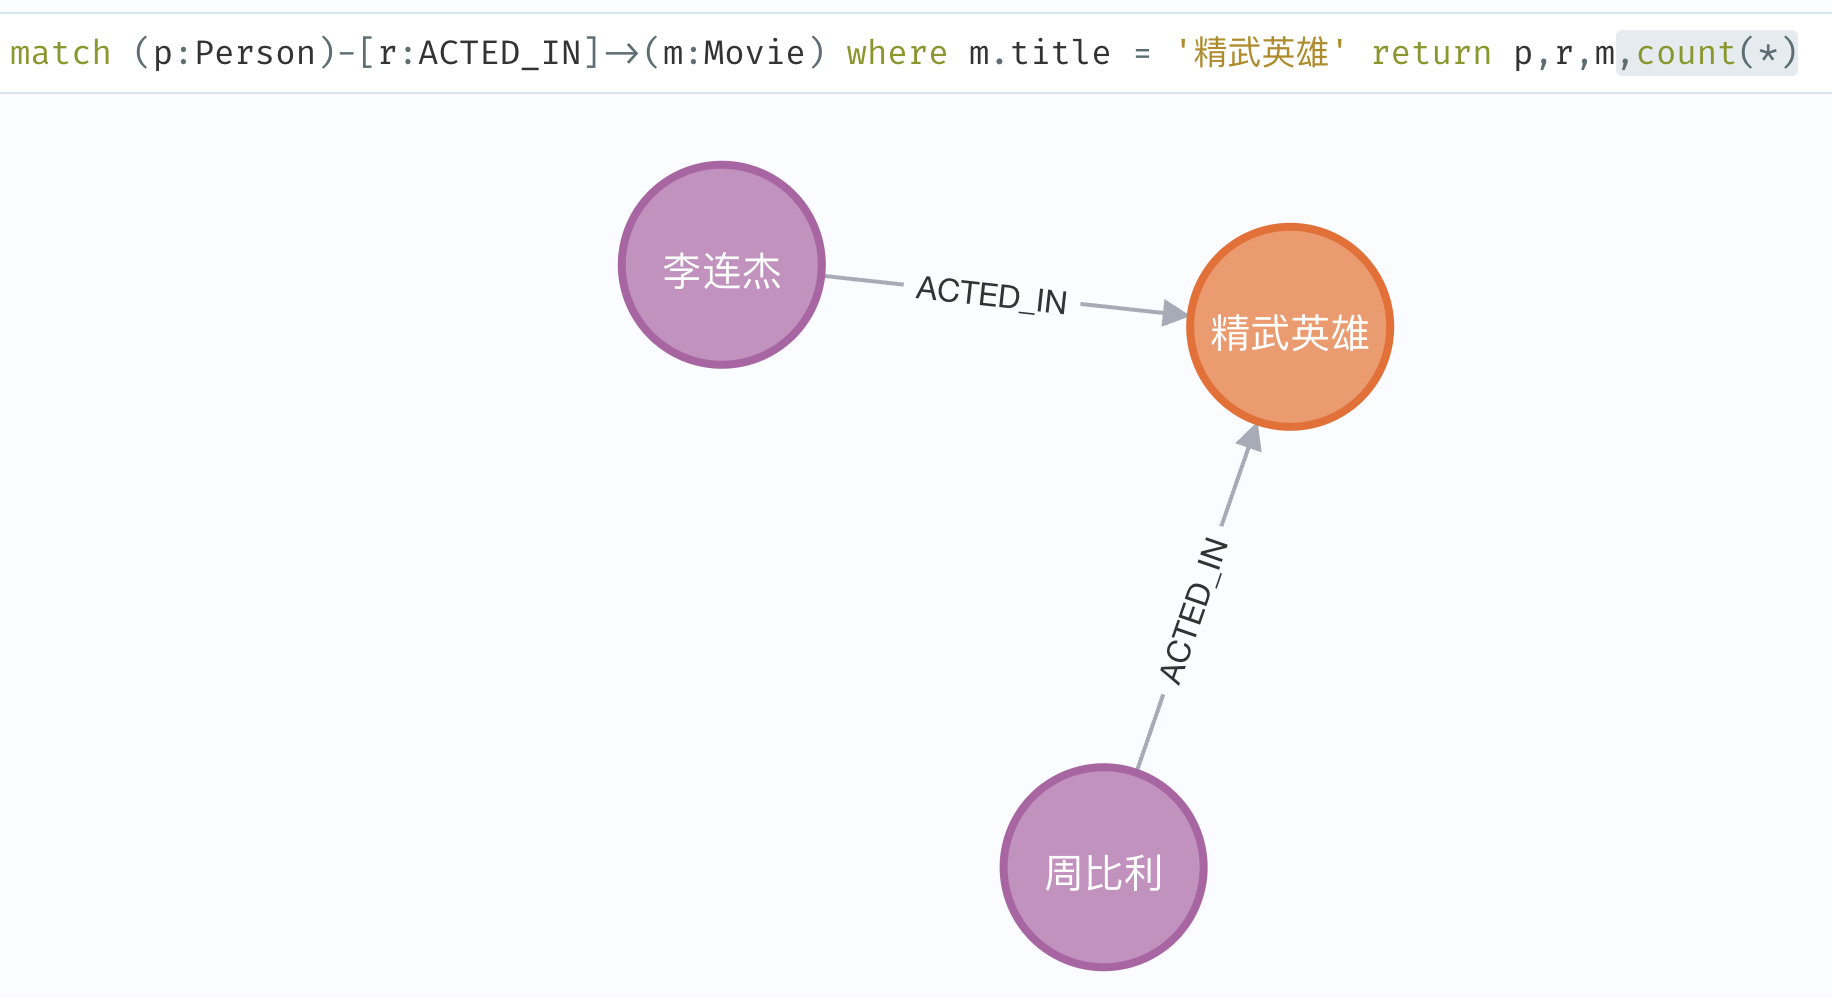 match (p:Person)-[r:ACTED_IN]->(m:Movie) where m.title = '精武英雄' return p,r,m,count(*)
李连杰
ACTED_IN
精武英雄
ACTED_IN
周比利